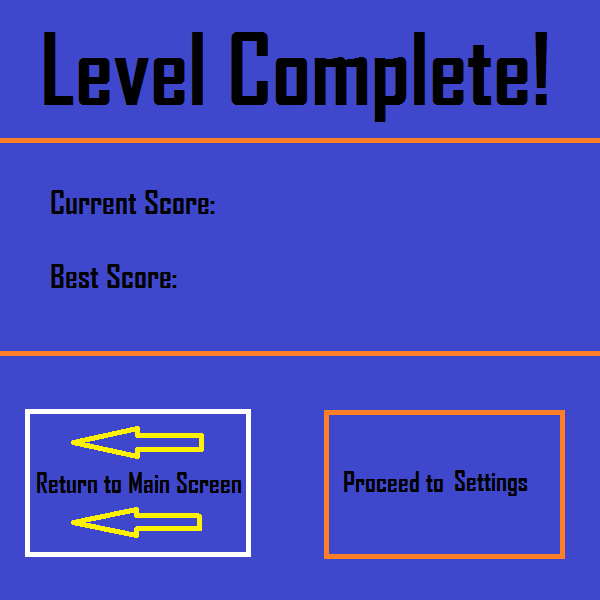 Level Complete!
Current Score:
Best Score:
Return to Main Screen
Proceed to Settings